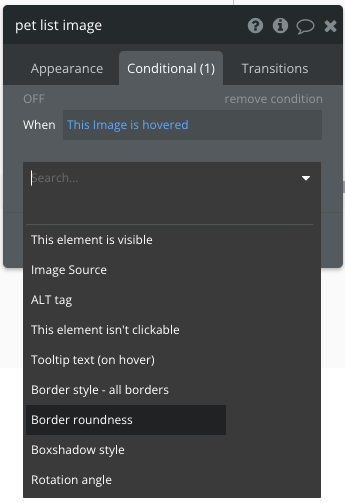 pet list image
Appearance Conditional (1) Transitions
OFF remove condition
When This Image is hovered
Search...
This element is visible
Image Source
ALT tag
This element isn't clickable
Tooltip text (on hover)
Border style - all borders
Border roundness
Boxshadow style
Rotation angle